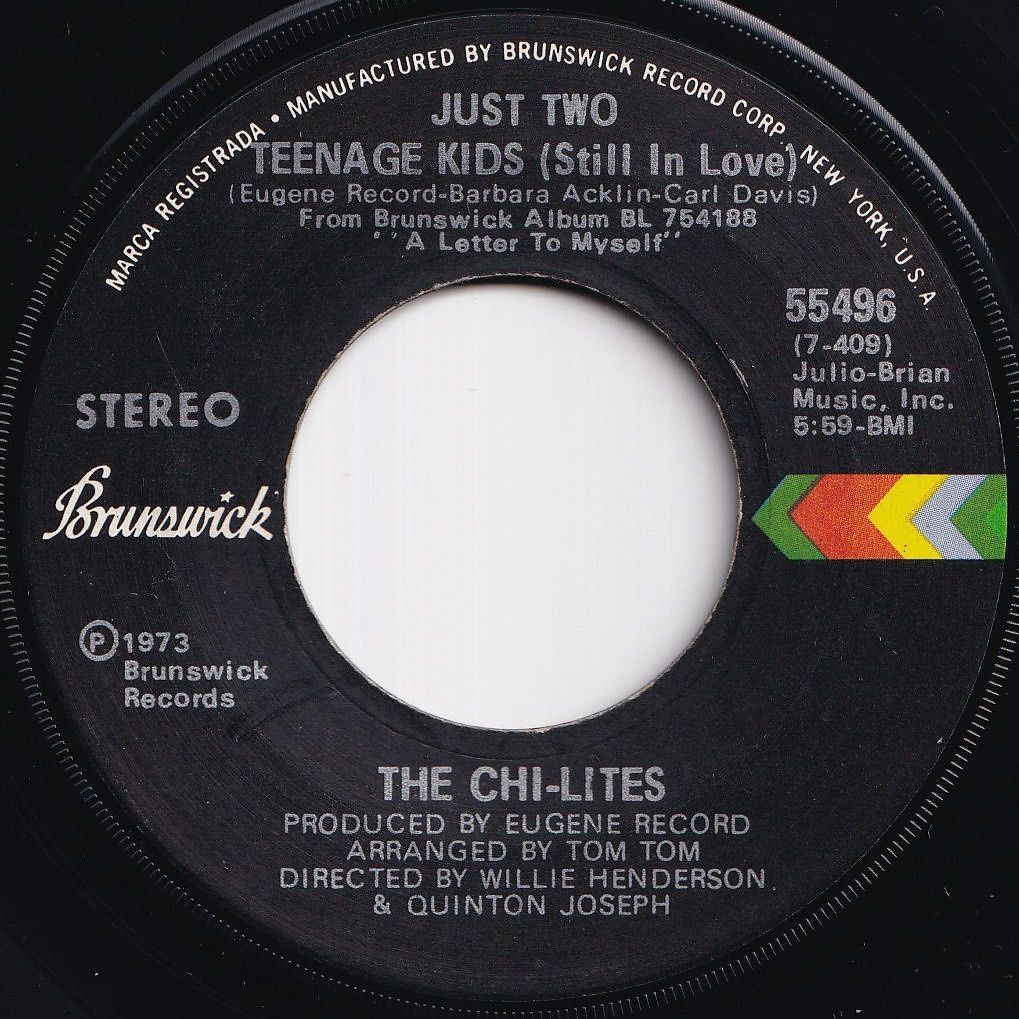 MARCA REGISTRADA • MANUFACTURED BY BRUNSWICK RECORD CORP. NEW YORK, U.S.A.
JUST TWO
TEENAGE KIDS (Still In Love)
(Eugene Record-Barbara Acklin-Carl Davis)
From Brunswick Album BL 754188
"A Letter To Myself"
55496
(7-409)
Julio-Brian
Music, Inc.
5:59-BMI
STEREO
Brunswick
Ⓟ1973
Brunswick
Records
THE CHI-LITES
PRODUCED BY EUGENE RECORD
ARRANGED BY TOM TOM
DIRECTED BY WILLIE HENDERSON
& QUINTON JOSEPH